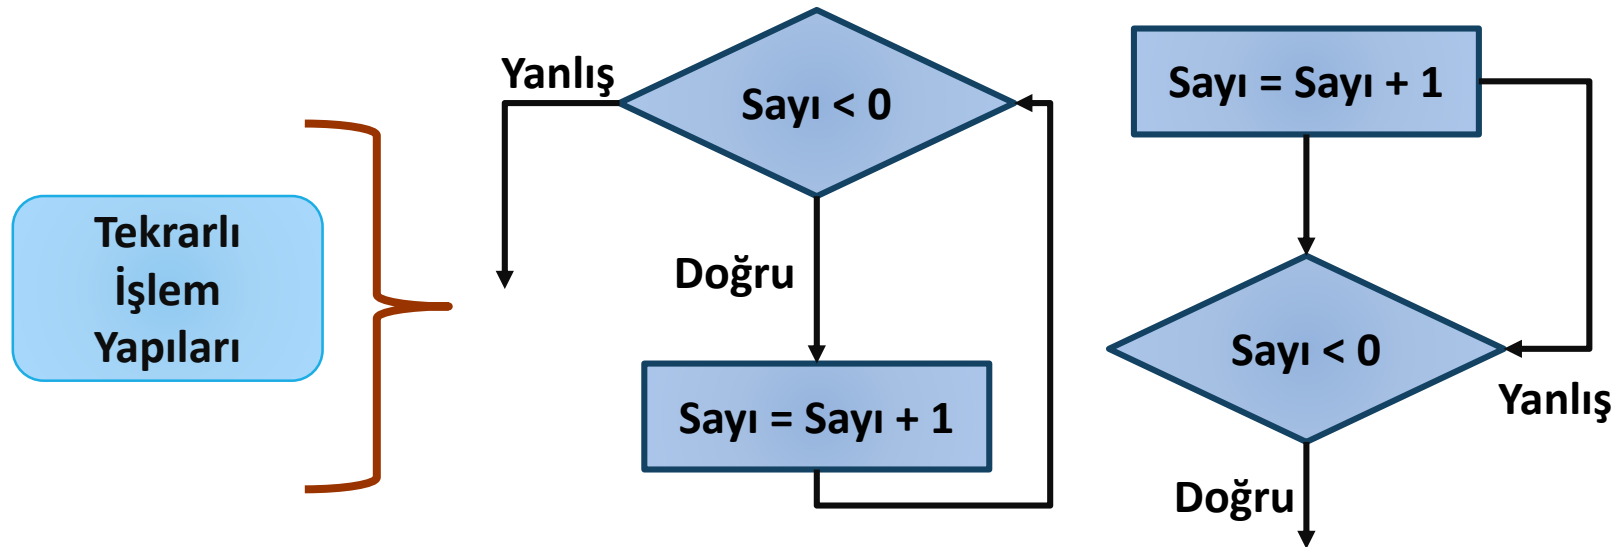 Tekrarlı
İşlem
Yapıları
Yanlış
Sayı < 0
Doğru
Sayı = Sayı + 1
Sayı = Sayı + 1
Sayı < 0
Yanlış
Doğru